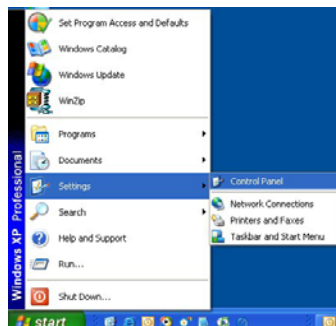 Set Program Access and Defaults
Windows Catalog
Windows Update
WinZip
Programs
Documents
Settings
Search
Help and Support
Run...
Shut Down...
Control Panel
Network Connections
Printers and Faxes
Taskbar and Start Menu
Windows XP Professional
start